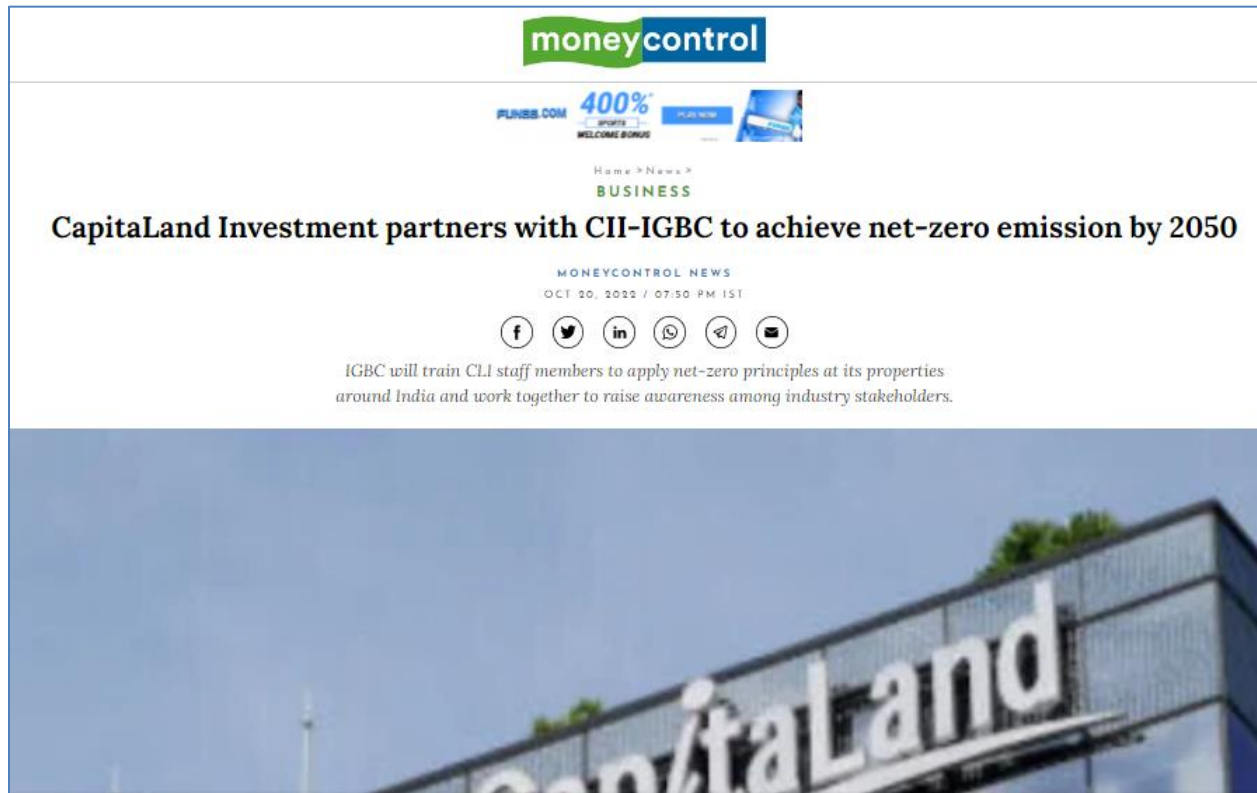 moneycontrol
FUN88.COM
400%
SPORTS
WELCOME BONUS
PLAY NOW
Home >News>
BUSINESS
CapitaLand Investment partners with CII-IGBC to achieve net-zero emission by 2050
MONEYCONTROL NEWS
OCT 20, 2022 / 07:50 PM IST
IGBC will train CLI staff members to apply net-zero principles at its properties
around India and work together to raise awareness among industry stakeholders.
CapitaLand